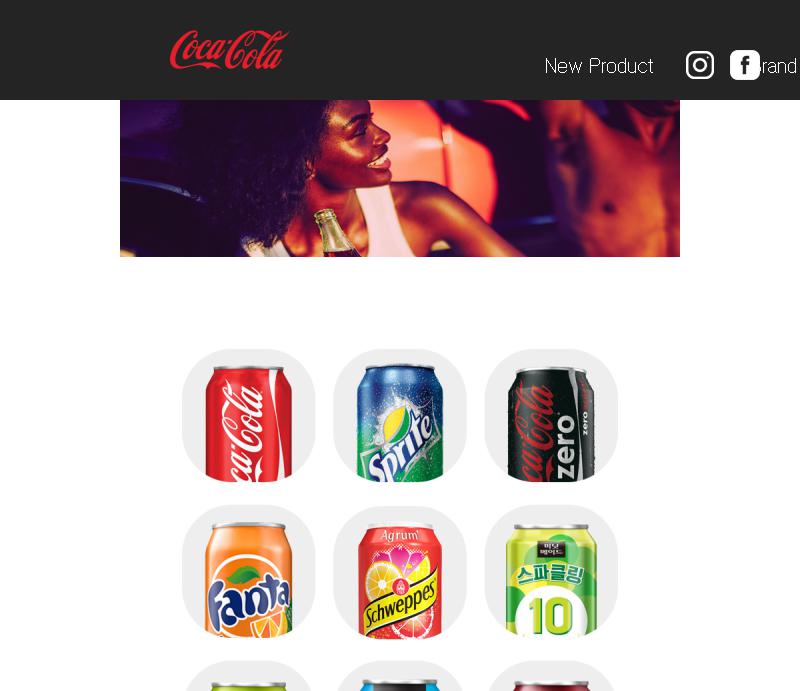 Coca-Cola
New Product
Brand
Coca-Cola
Sprite
Coca-Cola
zero
zero
Fanta
Agrum'
Schweppes
미닛
메이드
스파클링
10